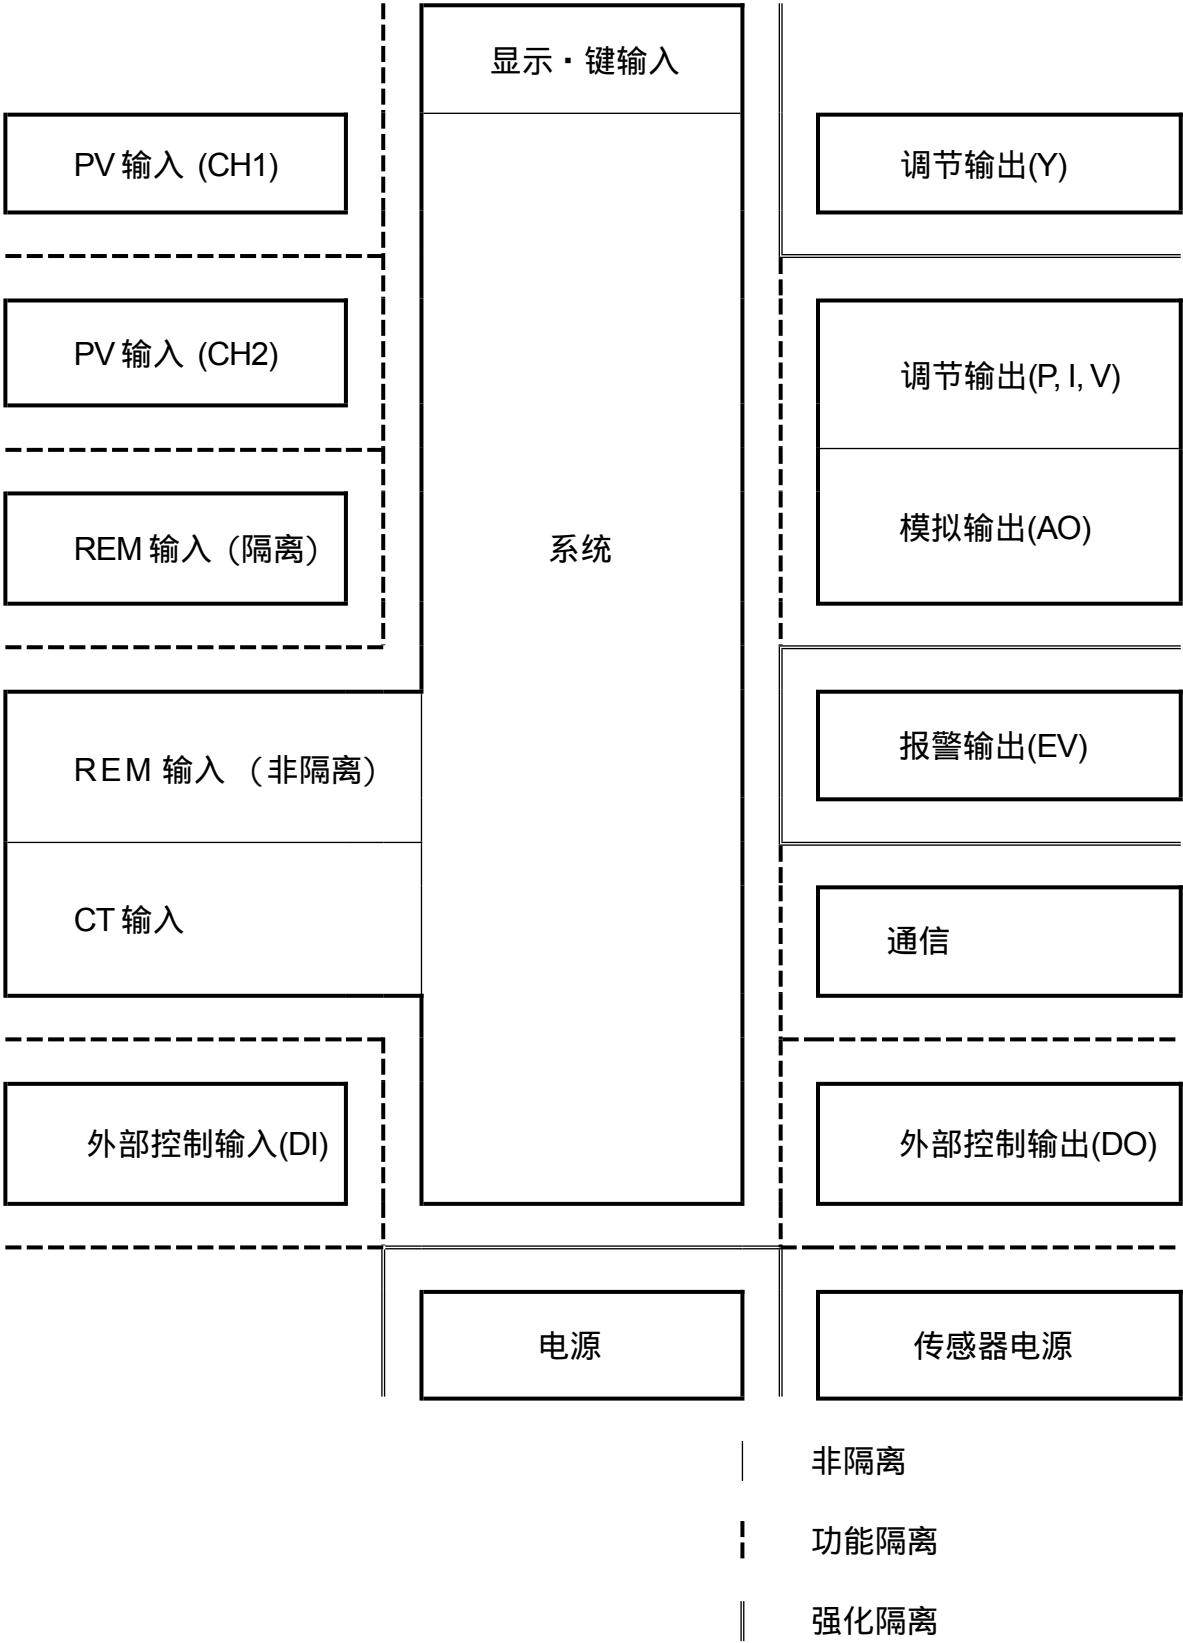 显示・键输入
PV 输入 (CH1)
调节输出(Y)
PV 输入 (CH2)
调节输出(P, I, V)
REM 输入（隔离）
系统
模拟输出(AO)
REM 输入 （非隔离）
报警输出(EV)
CT 输入
通信
外部控制输入(DI)
外部控制输出(DO)
电源
传感器电源
非隔离
功能隔离
强化隔离